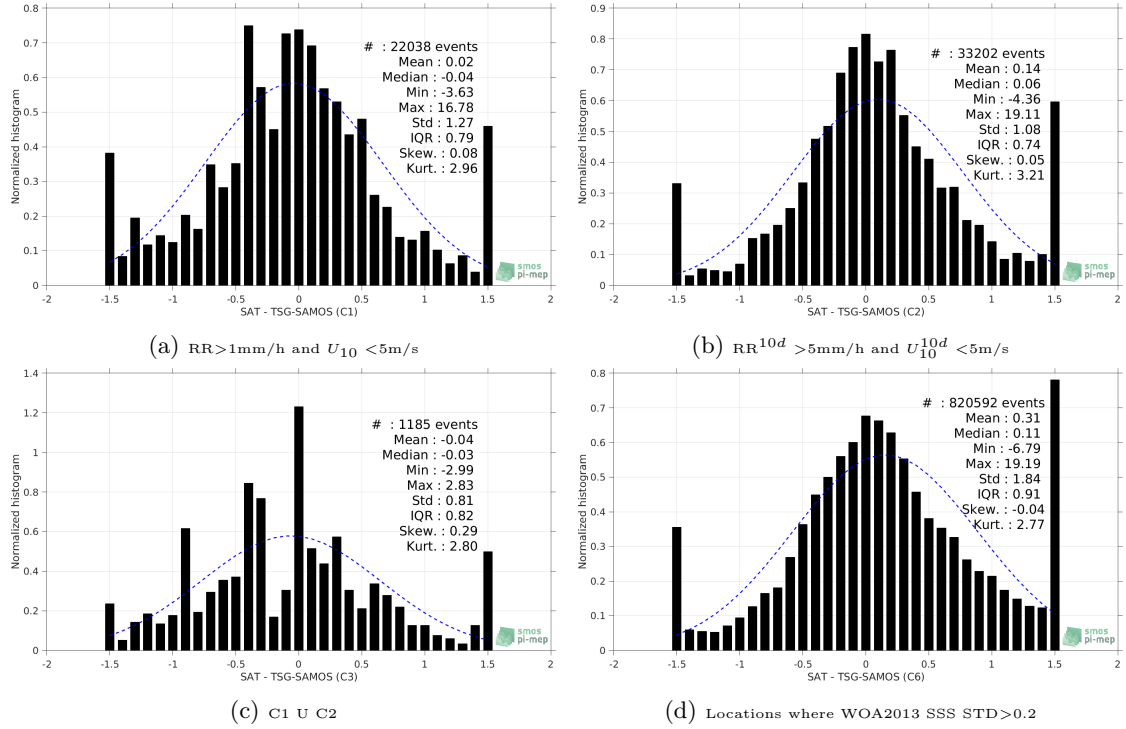 0.8
0.7
0.6
0.5
0.4
0.3
0.2
0.1
0
Normalized histogram
# : 22038 events
Mean : 0.02
Median : -0.04
Min : -3.63
Max : 16.78
Std : 1.27
IQR : 0.79
Skew. : 0.08
Kurt. : 2.96
smos
pi-mep
-2 -1.5 -1 -0.5 0 0.5 1 1.5 2
SAT - TSG-SAMOS (C1)
(a) RR>1mm/h and U10 <5m/s
0.9
0.8
0.7
0.6
0.5
0.4
0.3
0.2
0.1
0
Normalized histogram
# : 33202 events
Mean : 0.14
Median : 0.06
Min : -4.36
Max : 19.11
Std : 1.08
IQR : 0.74
Skew. : 0.05
Kurt. : 3.21
smos
pi-mep
-2 -1.5 -1 -0.5 0 0.5 1 1.5 2
SAT - TSG-SAMOS (C2)
(b) RR10d >5mm/h and U10 10d <5m/s
1.4
1.2
1
0.8
0.6
0.4
0.2
0
Normalized histogram
# : 1185 events
Mean : -0.04
Median : -0.03
Min : -2.99
Max : 2.83
Std : 0.81
IQR : 0.82
Skew. : 0.29
Kurt. : 2.80
smos
pi-mep
-2 -1.5 -1 -0.5 0 0.5 1 1.5 2
SAT - TSG-SAMOS (C3)
(c) C1 U C2
0.8
0.7
0.6
0.5
0.4
0.3
0.2
0.1
0
Normalized histogram
# : 820592 events
Mean : 0.31
Median : 0.11
Min : -6.79
Max : 19.19
Std : 1.84
IQR : 0.91
Skew. : -0.04
Kurt. : 2.77
smos
pi-mep
-2 -1.5 -1 -0.5 0 0.5 1 1.5 2
SAT - TSG-SAMOS (C6)
(d) Locations where WOA2013 SSS STD>0.2